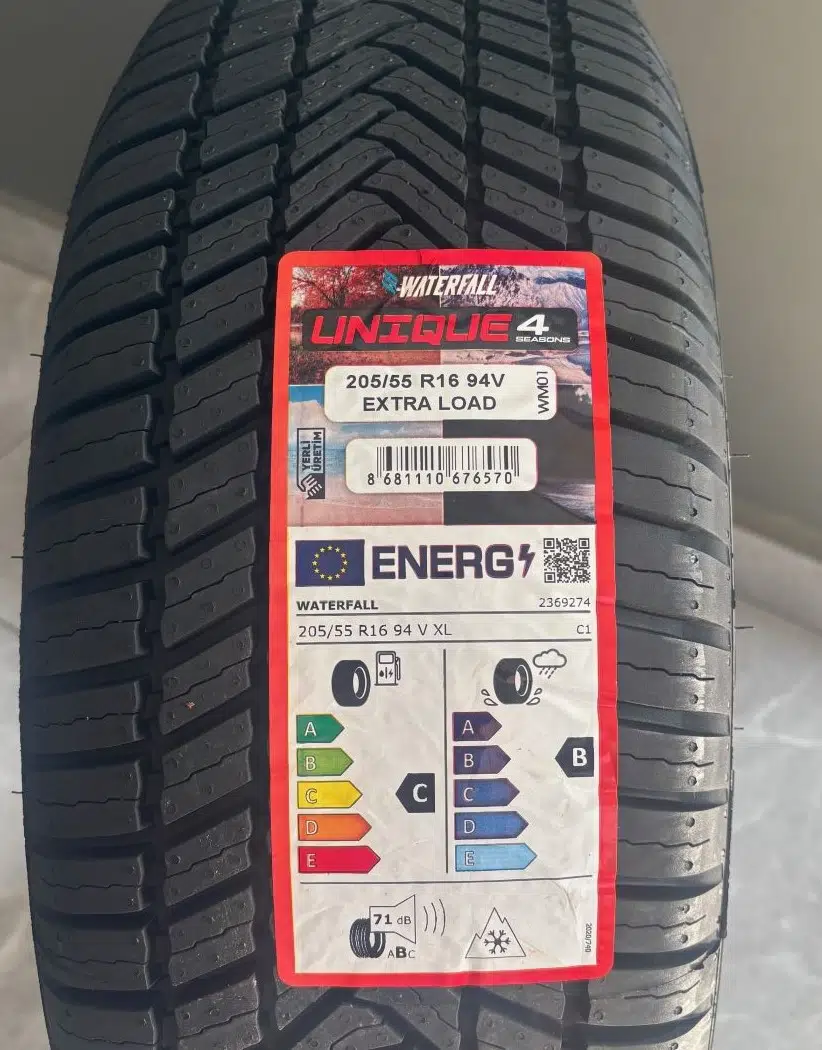 WATERFALL
UNIQUE 4
SEASONS
205/55 R16 94V
EXTRA LOAD
WM01
YERLİ
ÜRETİM
8 681110 676570
ENERG
WATERFALL
2369274
205/55 R16 94 V XL
C1
A
B
C
D
E
C
A
B
C
D
E
B
71 dB
ABC
2020/740